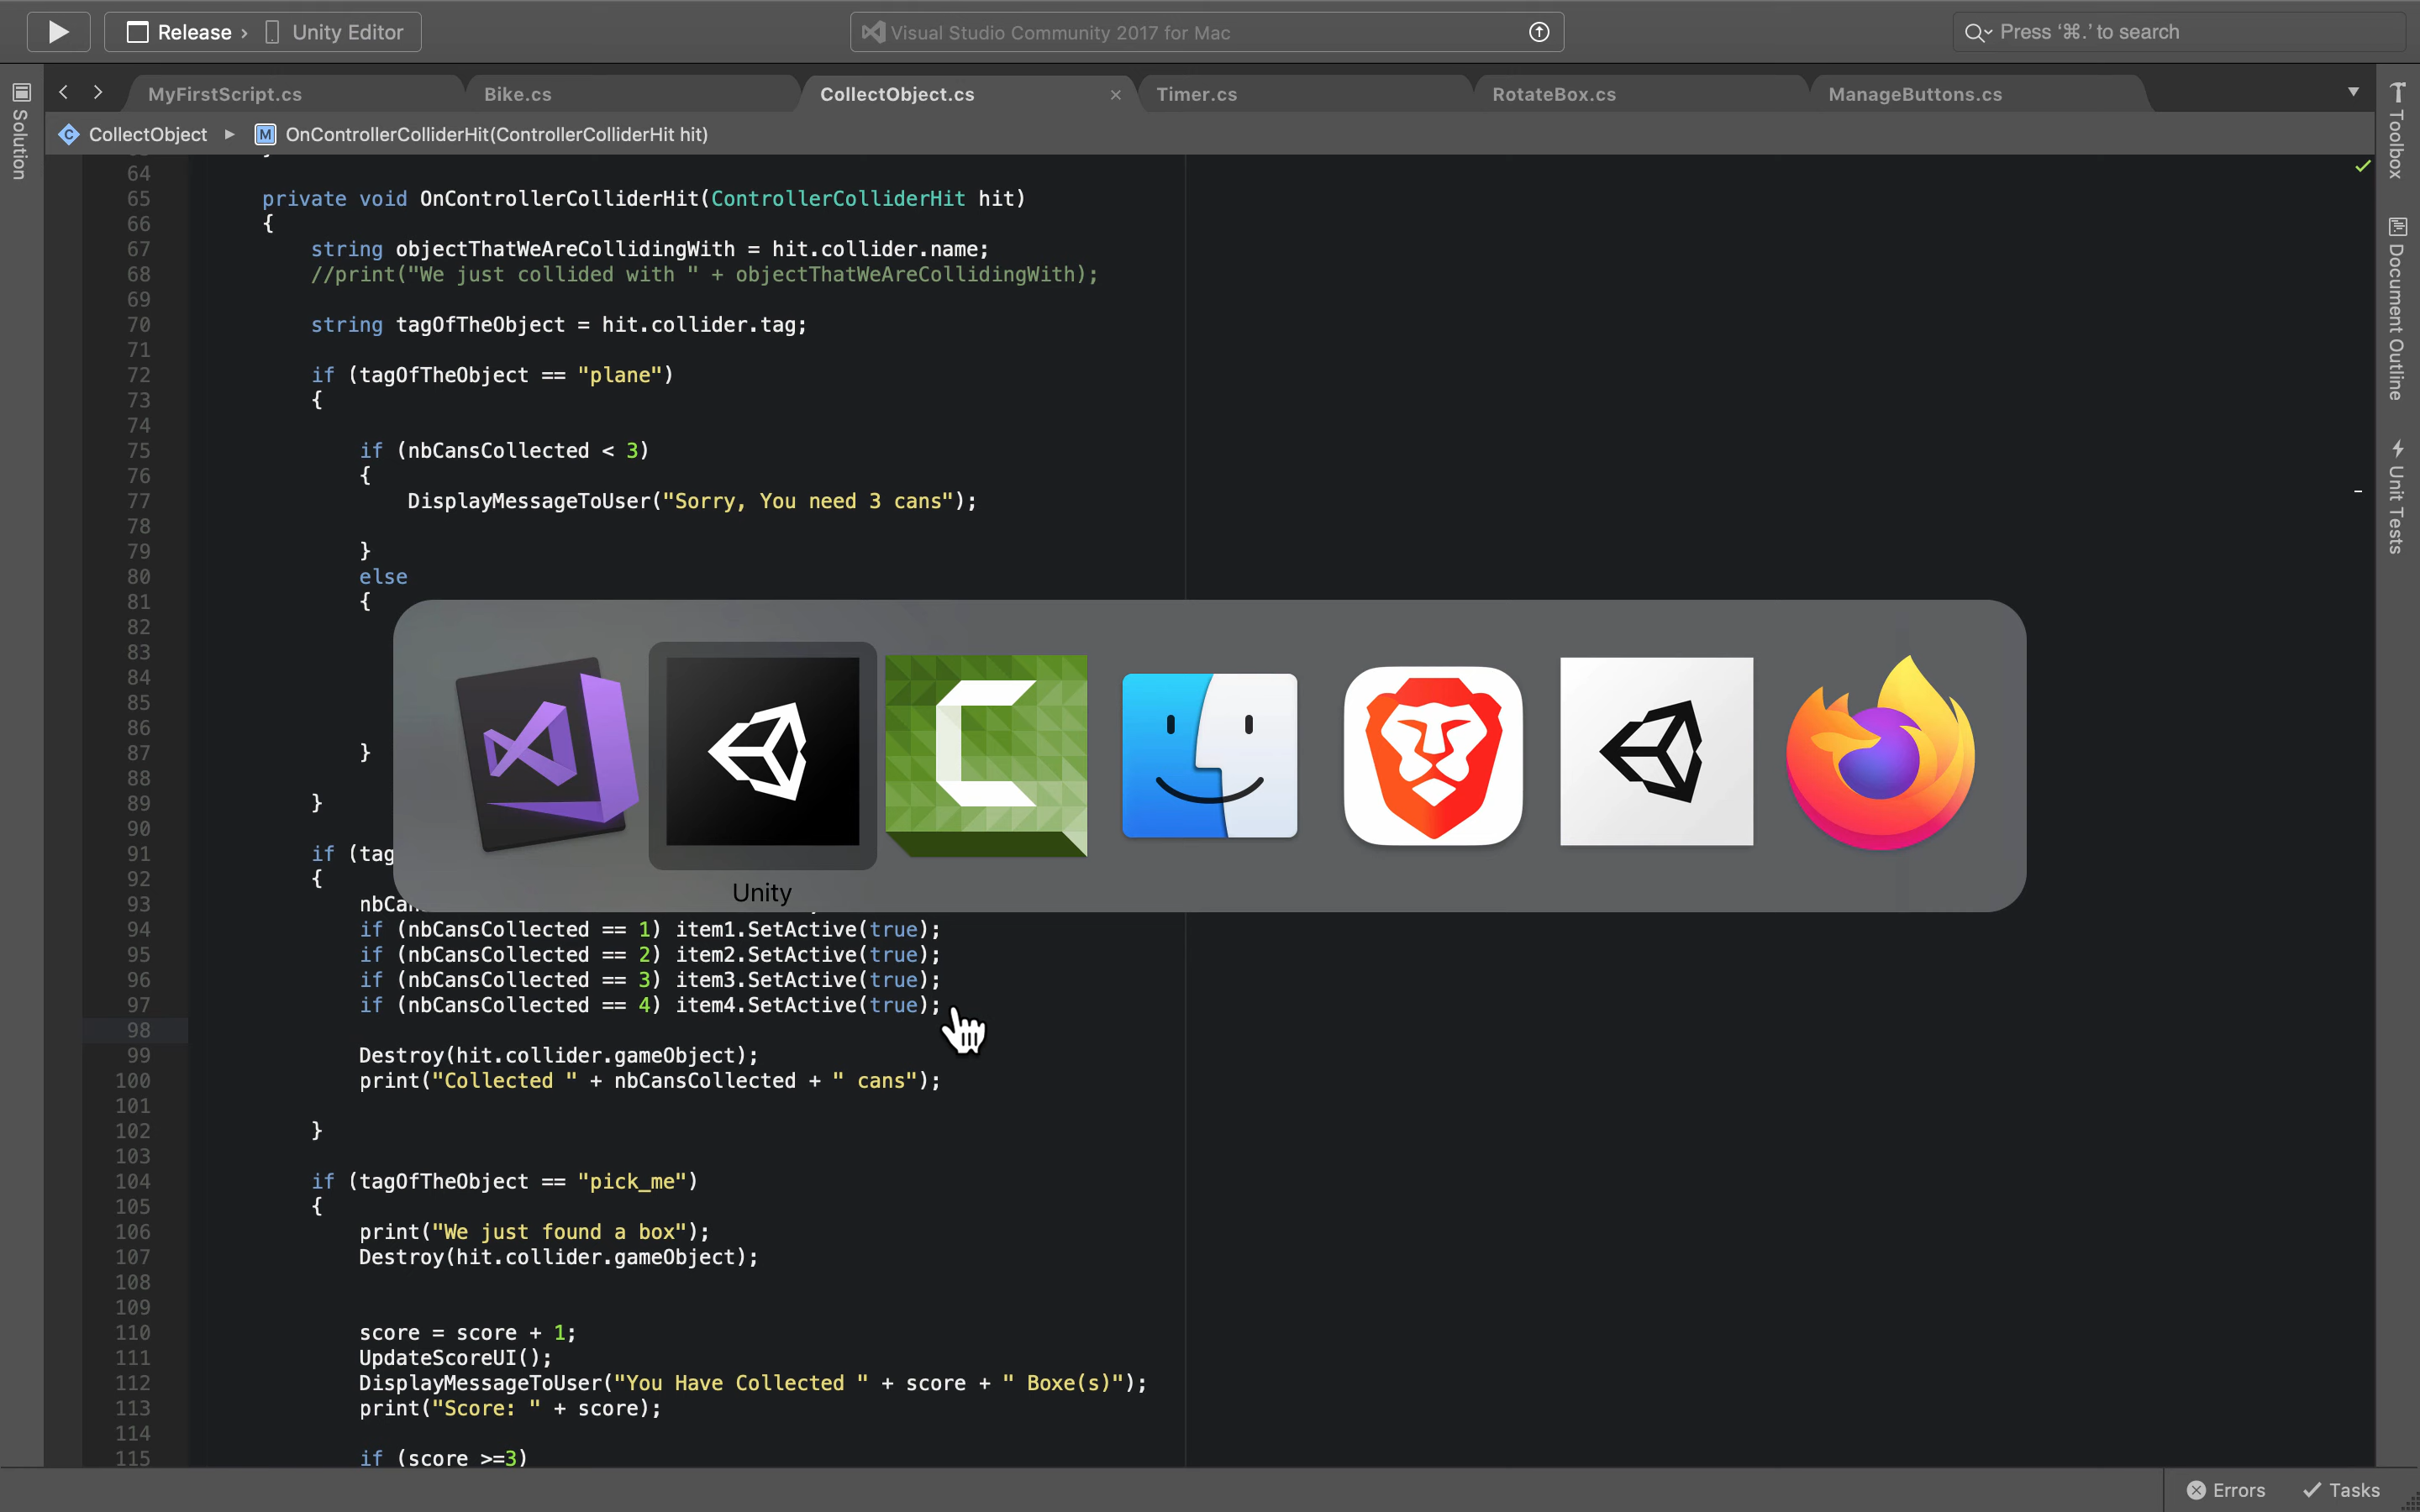 Release › Unity Editor
Visual Studio Community 2017 for Mac
Press ‘⌘.’ to search
Solution
MyFirstScript.cs
Bike.cs
CollectObject.cs
Timer.cs
RotateBox.cs
ManageButtons.cs
Toolbox
Document Outline
Unit Tests
CollectObject ▸ M OnControllerColliderHit(ControllerColliderHit hit)
64
65 private void OnControllerColliderHit(ControllerColliderHit hit)
66 {
67 string objectThatWeAreCollidingWith = hit.collider.name;
68 //print("We just collided with " + objectThatWeAreCollidingWith);
69
70 string tagOfTheObject = hit.collider.tag;
71
72 if (tagOfTheObject == "plane")
73 {
74
75 if (nbCansCollected < 3)
76 {
77 DisplayMessageToUser("Sorry, You need 3 cans");
78
79 }
80 else
81 {
82
83
84
85
86
87 }
88
89 }
90
91 if (tag
92 {
93 nbCan
Unity
94 if (nbCansCollected == 1) item1.SetActive(true);
95 if (nbCansCollected == 2) item2.SetActive(true);
96 if (nbCansCollected == 3) item3.SetActive(true);
97 if (nbCansCollected == 4) item4.SetActive(true);
98
99 Destroy(hit.collider.gameObject);
100 print("Collected " + nbCansCollected + " cans");
101
102 }
103
104 if (tagOfTheObject == "pick_me")
105 {
106 print("We just found a box");
107 Destroy(hit.collider.gameObject);
108
109
110 score = score + 1;
111 UpdateScoreUI();
112 DisplayMessageToUser("You Have Collected " + score + " Boxe(s)");
113 print("Score: " + score);
114
115 if (score >=3)
Errors
Tasks